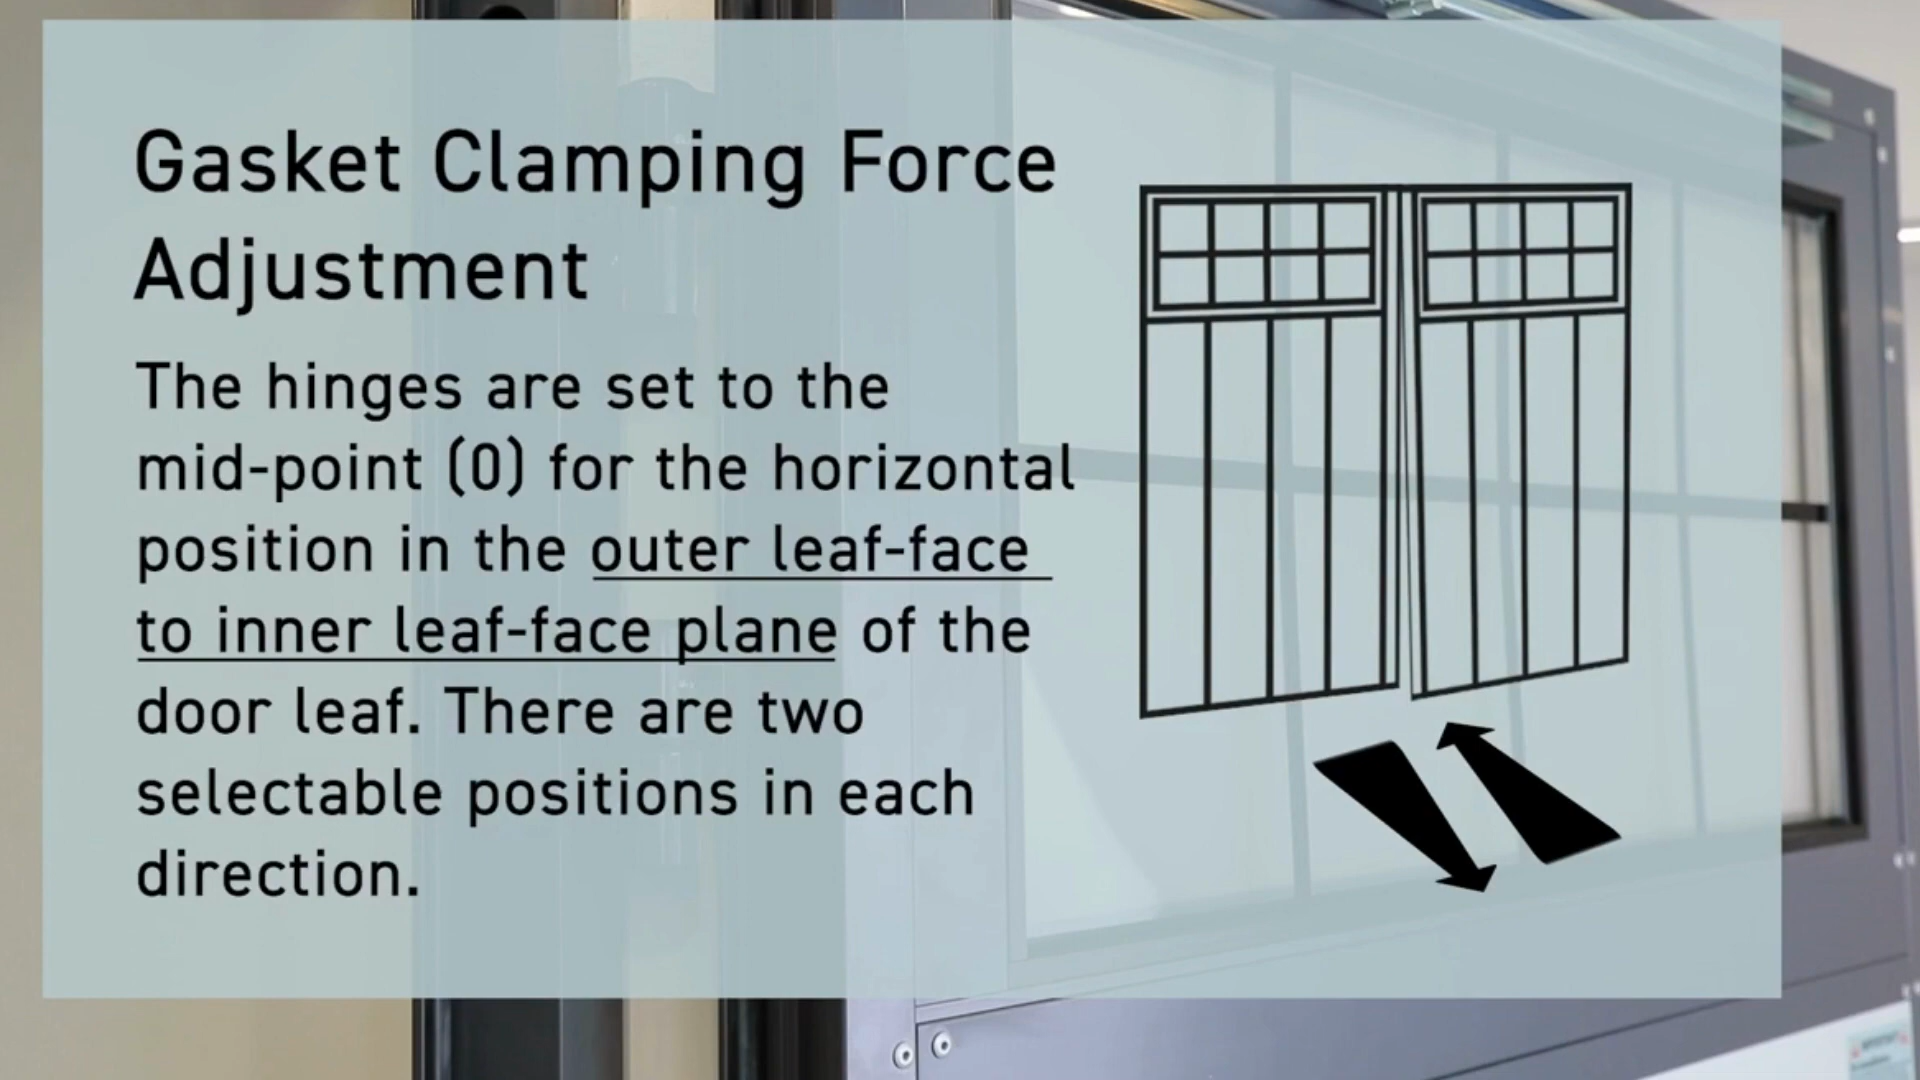 Gasket Clamping Force
Adjustment
The hinges are set to the
mid-point (0) for the horizontal
position in the outer leaf-face
to inner leaf-face plane of the
door leaf. There are two
selectable positions in each
direction.